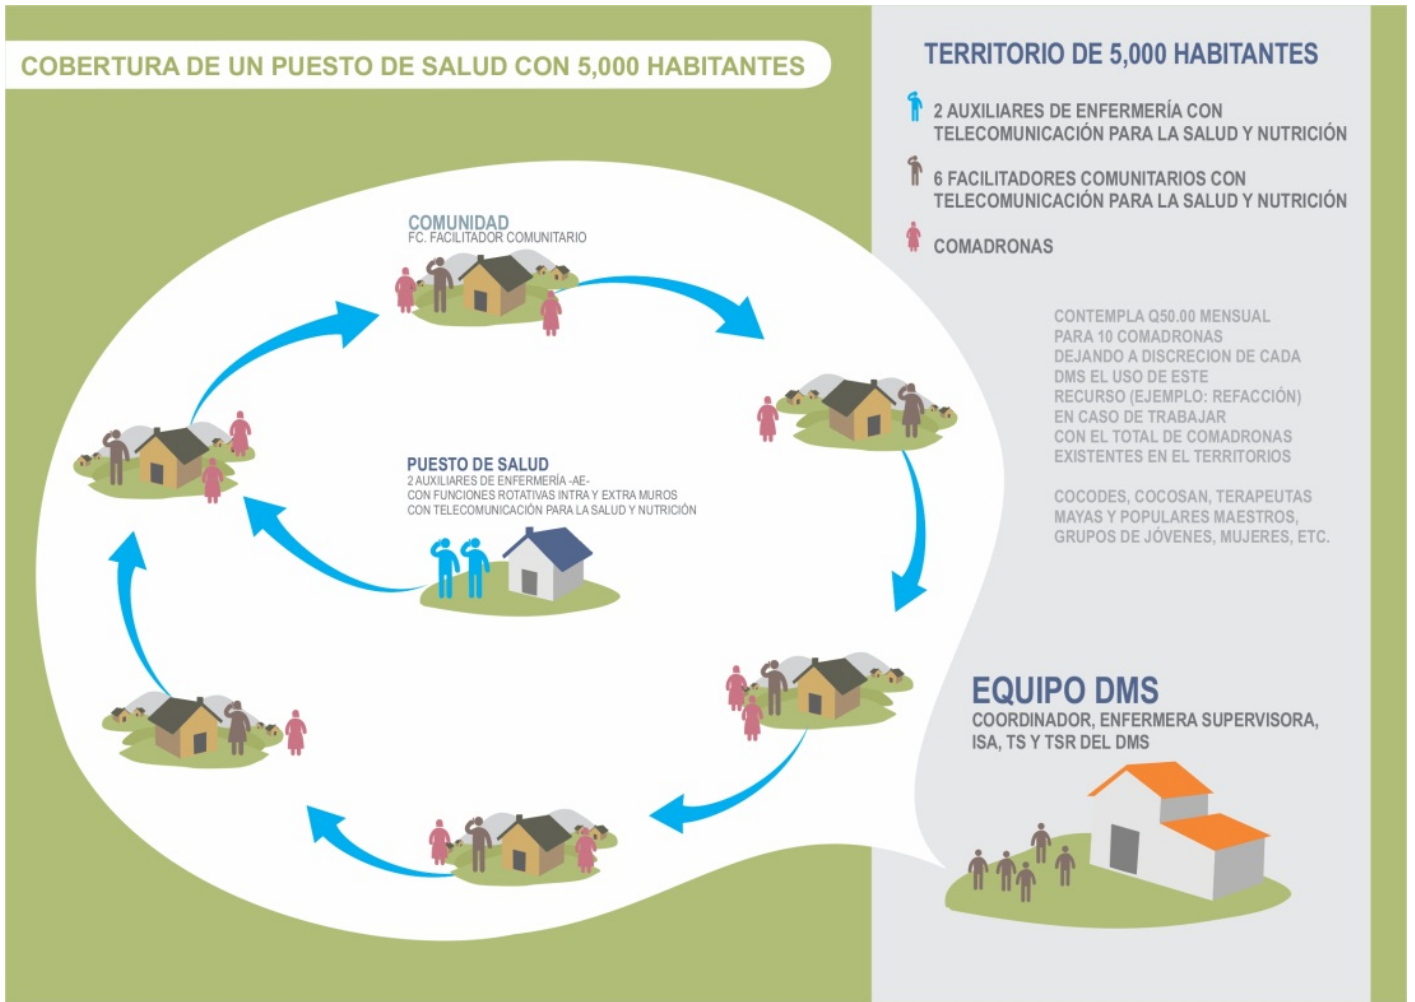 COBERTURA DE UN PUESTO DE SALUD CON 5,000 HABITANTES
COMUNIDAD
FC. FACILITADOR COMUNITARIO
PUESTO DE SALUD
2 AUXILIARES DE ENFERMERÍA -AE-
CON FUNCIONES ROTATIVAS INTRA Y EXTRA MUROS
CON TELECOMUNICACIÓN PARA LA SALUD Y NUTRICIÓN
TERRITORIO DE 5,000 HABITANTES
2 AUXILIARES DE ENFERMERÍA CON
TELECOMUNICACIÓN PARA LA SALUD Y NUTRICIÓN
6 FACILITADORES COMUNITARIOS CON
TELECOMUNICACIÓN PARA LA SALUD Y NUTRICIÓN
COMADRONAS
CONTEMPLA Q50.00 MENSUAL
PARA 10 COMADRONAS
DEJANDO A DISCRECION DE CADA
DMS EL USO DE ESTE
RECURSO (EJEMPLO: REFACCIÓN)
EN CASO DE TRABAJAR
CON EL TOTAL DE COMADRONAS
EXISTENTES EN EL TERRITORIOS
COCODES, COCOSAN, TERAPEUTAS
MAYAS Y POPULARES MAESTROS,
GRUPOS DE JÓVENES, MUJERES, ETC.
EQUIPO DMS
COORDINADOR, ENFERMERA SUPERVISORA,
ISA, TS Y TSR DEL DMS